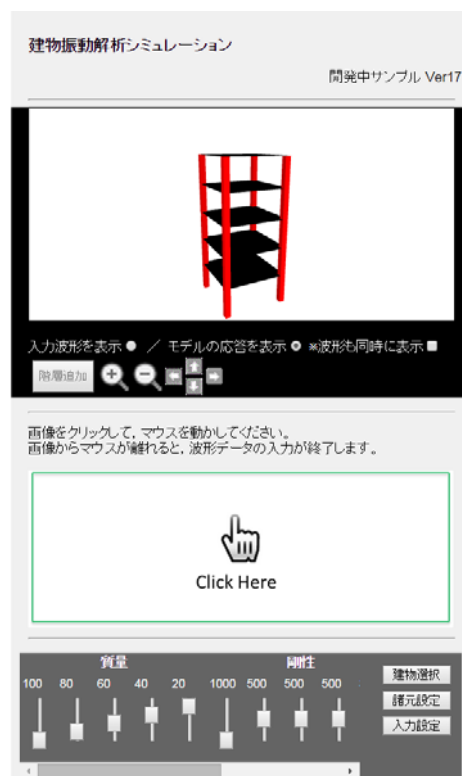 建物振動解析シミュレーション
開発中サンプル Ver17
入力波形を表示 ／ モデルの応答を表示 ※波形も同時に表示
階層追加
画像をクリックして，マウスを動かしてください。
画像からマウスが離れると，波形データの入力が終了します。
Click Here
質量 剛性
100 80 60 40 20 1000 500 500 500
建物選択
諸元設定
入力設定